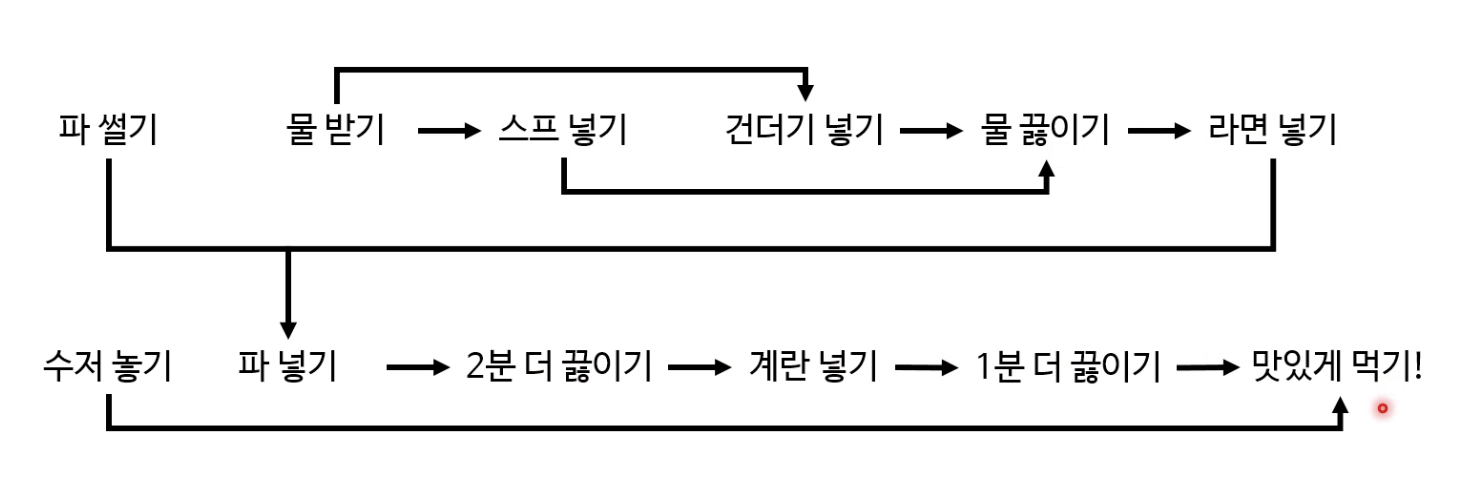 파 썰기 물 받기 스프 넣기 건더기 넣기 물 끓이기 라면 넣기
수저 놓기 파 넣기 2분 더 끓이기 계란 넣기 1분 더 끓이기 맛있게 먹기!